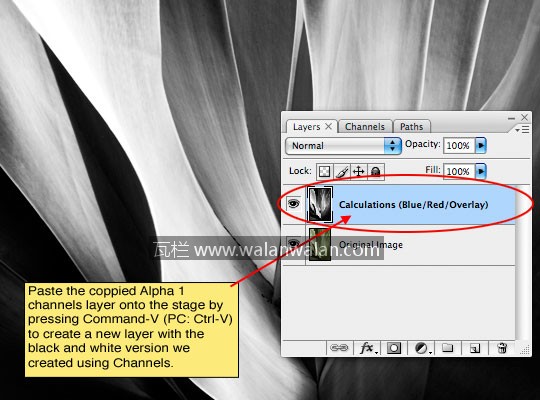 Layers × Channels Paths
Normal Opacity: 100%
Lock: Fill: 100%
Calculations (Blue/Red/Overlay)
Original Image
瓦栏 www.walanwalan.com
Paste the coppied Alpha 1
channels layer onto the stage by
pressing Command-V (PC: Ctrl-V)
to create a new layer with the
black and white version we
created using Channels.
fx